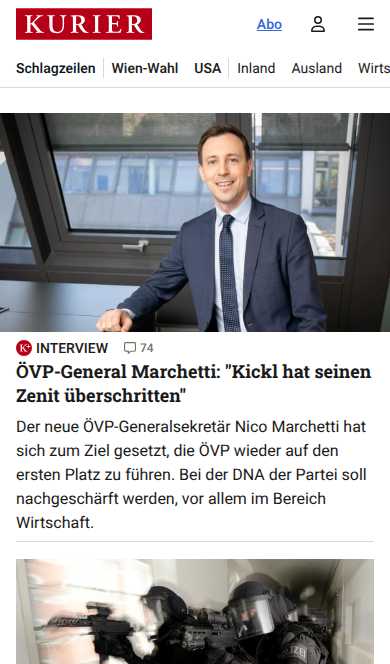 KURIER
Abo
Schlagzeilen
Wien-Wahl
USA
Inland
Ausland
Wirts
K+ INTERVIEW
74
ÖVP-General Marchetti: "Kickl hat seinen
Zenit überschritten"
Der neue ÖVP-Generalsekretär Nico Marchetti hat
sich zum Ziel gesetzt, die ÖVP wieder auf den
ersten Platz zu führen. Bei der DNA der Partei soll
nachgeschärft werden, vor allem im Bereich
Wirtschaft.